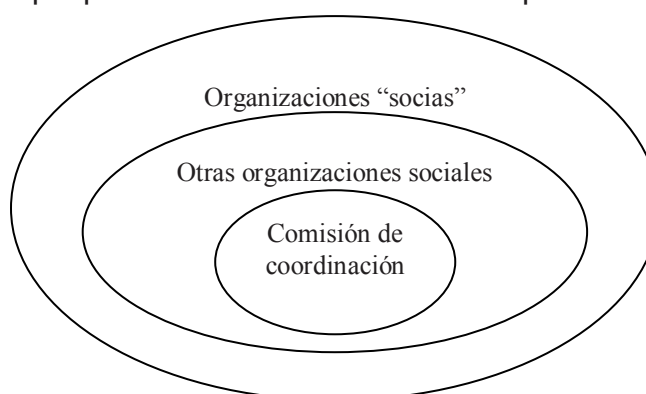 Organizaciones “socias”
Otras organizaciones sociales
Comisión de
coordinación